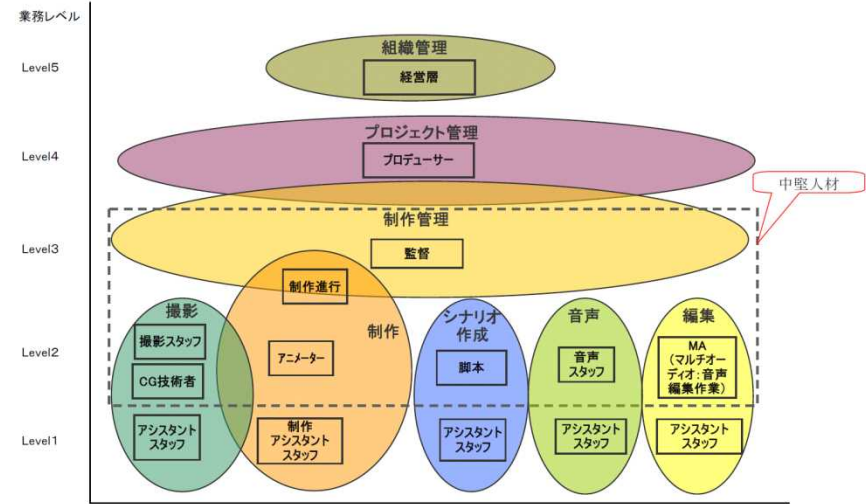 業務レベル
Level5
組織管理
経営層
Level4
プロジェクト管理
プロデューサー
中堅人材
Level3
制作管理
監督
制作進行
Level2
撮影
撮影スタッフ
CG技術者
制作
アニメーター
シナリオ
作成
脚本
音声
音声
スタッフ
編集
MA
(マルチオー
ディオ:音声
編集作業)
Level1
アシスタント
スタッフ
制作
アシスタント
スタッフ
アシスタント
スタッフ
アシスタント
スタッフ
アシスタント
スタッフ